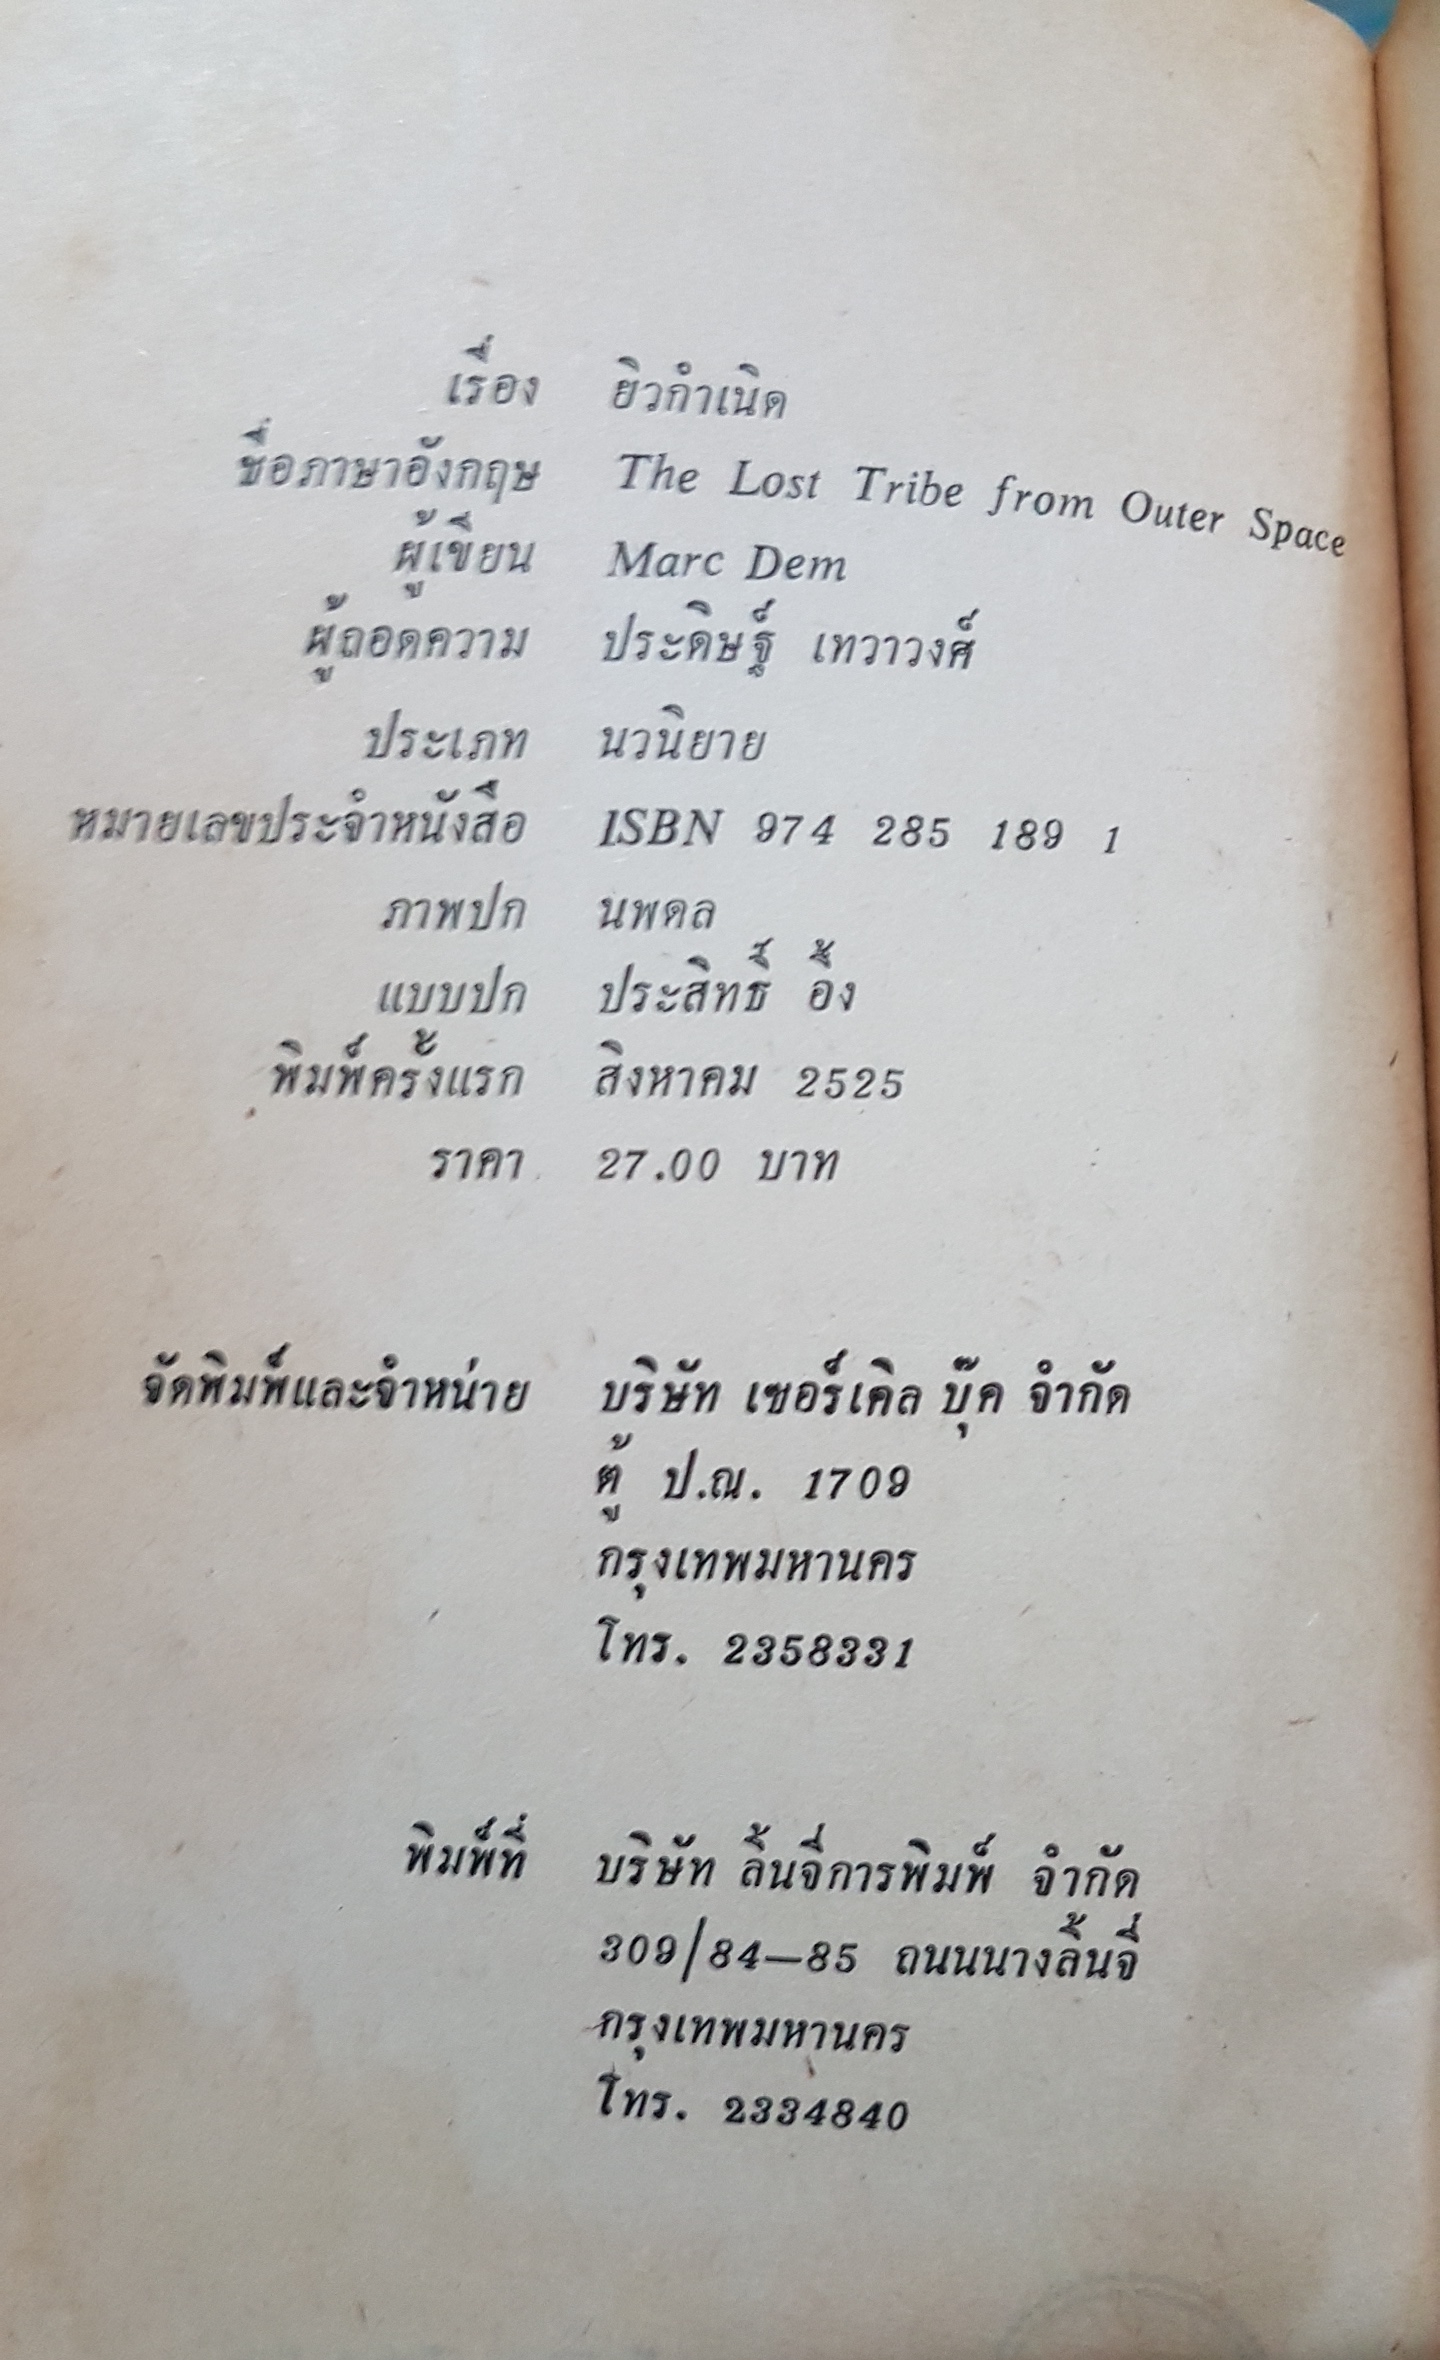 เรื่อง ยิวกำเนิด
ชื่อภาษาอังกฤษ The Lost Tribe from Outer Space
ผู้เขียน Marc Dem
ผู้ถอดความ ประดิษฐ์ เทวาวงศ์
ประเภท นวนิยาย
หมายเลขประจำหนังสือ ISBN 974 285 189 1
ภาพปก นพดล
แบบปก ประสิทธิ์ อึ้ง
พิมพ์ครั้งแรก สิงหาคม 2525
ราคา 27.00 บาท
จัดพิมพ์และจำหน่าย บริษัท เซอร์เคิล บุ๊ค จำกัด
ตู้ ป.ณ. 1709
กรุงเทพมหานคร
โทร. 2358331
พิมพ์ที่ บริษัท ลิ้นจี่การพิมพ์ จำกัด
309/84—85 ถนนนางลิ้นจี่
กรุงเทพมหานคร
โทร. 2334840